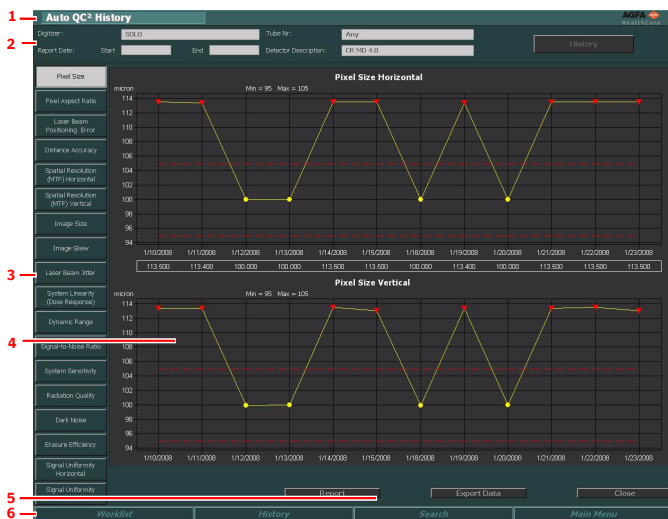 1
Auto QC² History
AGFA
HealthCare
2
Digitizer:
SOLO
Tube Nr:
Any
Report Date:
Start
End
Detector Description:
CR MD 4.0
History
Pixel Size
Pixel Aspect Ratio
Laser Beam
Positioning Error
Distance Accuracy
Spatial Resolution
(MTF) Horizontal
Spatial Resolution
(MTF) Vertical
Image Size
Image Skew
3
Laser Beam Jitter
System Linearity
(Dose Response)
Dynamic Range
4
Signal-to-Noise Ratio
System Sensitivity
Radiation Quality
Dark Noise
Erasure Efficiency
Signal Uniformity
Horizontal
Signal Uniformity
Pixel Size Horizontal
micron
Min = 95 Max = 105
114
112
110
108
106
104
102
100
98
96
94
1/10/2008 1/11/2008 1/12/2008 1/13/2008 1/14/2008 1/15/2008 1/18/2008 1/19/2008 1/20/2008 1/21/2008 1/22/2008 1/23/2008
113.500 113.400 100.000 100.000 113.500 113.500 100.000 113.400 100.000 113.500 113.500 113.500
Pixel Size Vertical
micron
Min = 95 Max = 105
114
112
110
108
106
104
102
100
98
96
94
1/10/2008 1/11/2008 1/12/2008 1/13/2008 1/14/2008 1/15/2008 1/18/2008 1/19/2008 1/20/2008 1/21/2008 1/22/2008 1/23/2008
5
Report
Export Data
Close
6
Worklist
History
Search
Main Menu